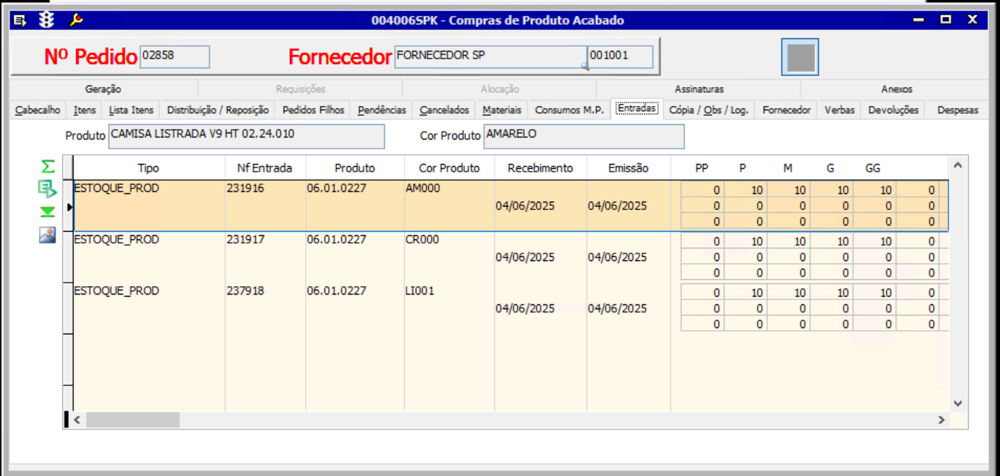 004006SPK - Compras de Produto Acabado
Nº Pedido 02858 Fornecedor FORNECEDOR SP 001001
Geração Requisições Alocação Assinaturas Anexos
Cabecalho Itens Lista Itens Distribuição / Reposição Pedidos Filhos Pendências Cancelados Materiais Consumos M.P. Entradas Cópia / Obs / Log. Fornecedor Verbas Devoluções Despesas
Produto CAMISA LISTRADA V9 HT 02.24.010 Cor Produto AMARELO
Tipo Nf Entrada Produto Cor Produto Recebimento Emissão PP P M G GG
ESTOQUE_PROD 231916 06.01.0227 AM000 0 10 10 10 10 0
04/06/2025 04/06/2025 0 0 0 0 0 0
0 0 0 0 0 0
ESTOQUE_PROD 231917 06.01.0227 CR000 0 10 10 10 10 0
04/06/2025 04/06/2025 0 0 0 0 0 0
0 0 0 0 0 0
ESTOQUE_PROD 237918 06.01.0227 LI001 0 10 10 10 10 0
04/06/2025 04/06/2025 0 0 0 0 0 0
0 0 0 0 0 0